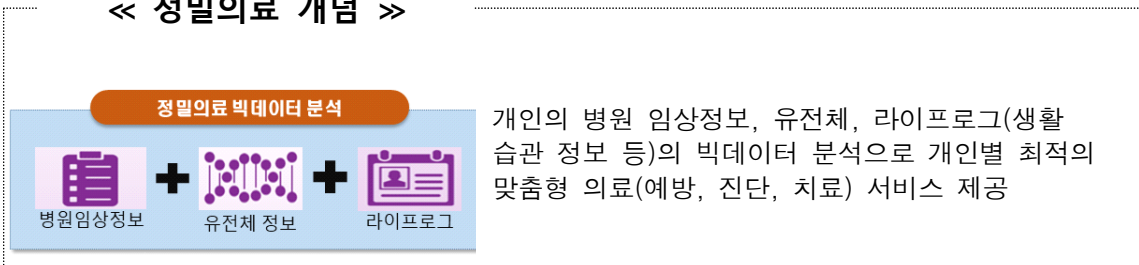 ≪ 정밀의료 개념 ≫
정밀의료 빅데이터 분석
병원임상정보
유전체 정보
라이프로그
개인의 병원 임상정보, 유전체, 라이프로그(생활
습관 정보 등)의 빅데이터 분석으로 개인별 최적의
맞춤형 의료(예방, 진단, 치료) 서비스 제공